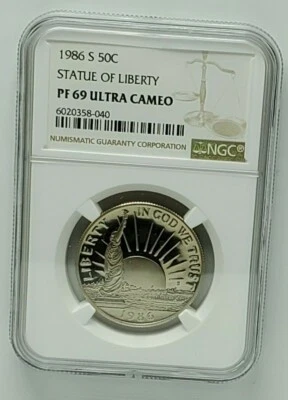 1986 S 50C
STATUE OF LIBERTY
PF 69 ULTRA CAMEO
6020358-040
NUMISMATIC GUARANTY CORPORATION
NGC
LIBERTY
IN GOD WE TRUST
S
1986